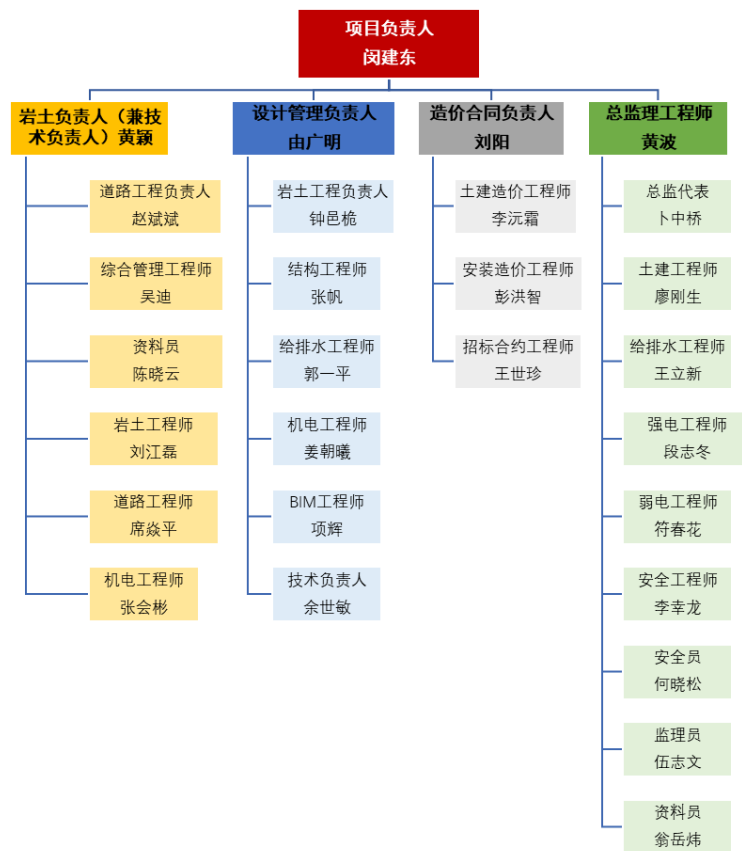 项目负责人
闵建东
岩土负责人（兼技
术负责人）黄颖
道路工程负责人
赵斌斌
综合管理工程师
吴迪
资料员
陈晓云
岩土工程师
刘江磊
道路工程师
席焱平
机电工程师
张会彬
设计管理负责人
由广明
岩土工程负责人
钟邑桅
结构工程师
张帆
给排水工程师
郭一平
机电工程师
姜朝曦
BIM工程师
项辉
技术负责人
余世敏
造价合同负责人
刘阳
土建造价工程师
李沅霜
安装造价工程师
彭洪智
招标合约工程师
王世珍
总监理工程师
黄波
总监代表
卜中桥
土建工程师
廖刚生
给排水工程师
王立新
强电工程师
段志冬
弱电工程师
符春花
安全工程师
李幸龙
安全员
何晓松
监理员
伍志文
资料员
翁岳炜